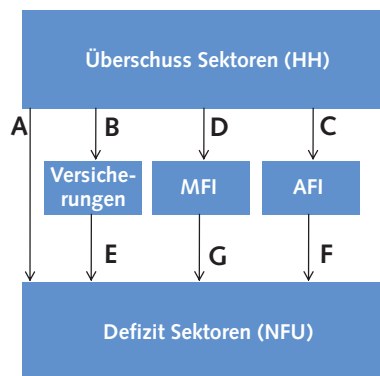 Überschuss Sektoren (HH)
A
B
D
C
Versiche-
rungen
MFI
AFI
E
G
F
Defizit Sektoren (NFU)